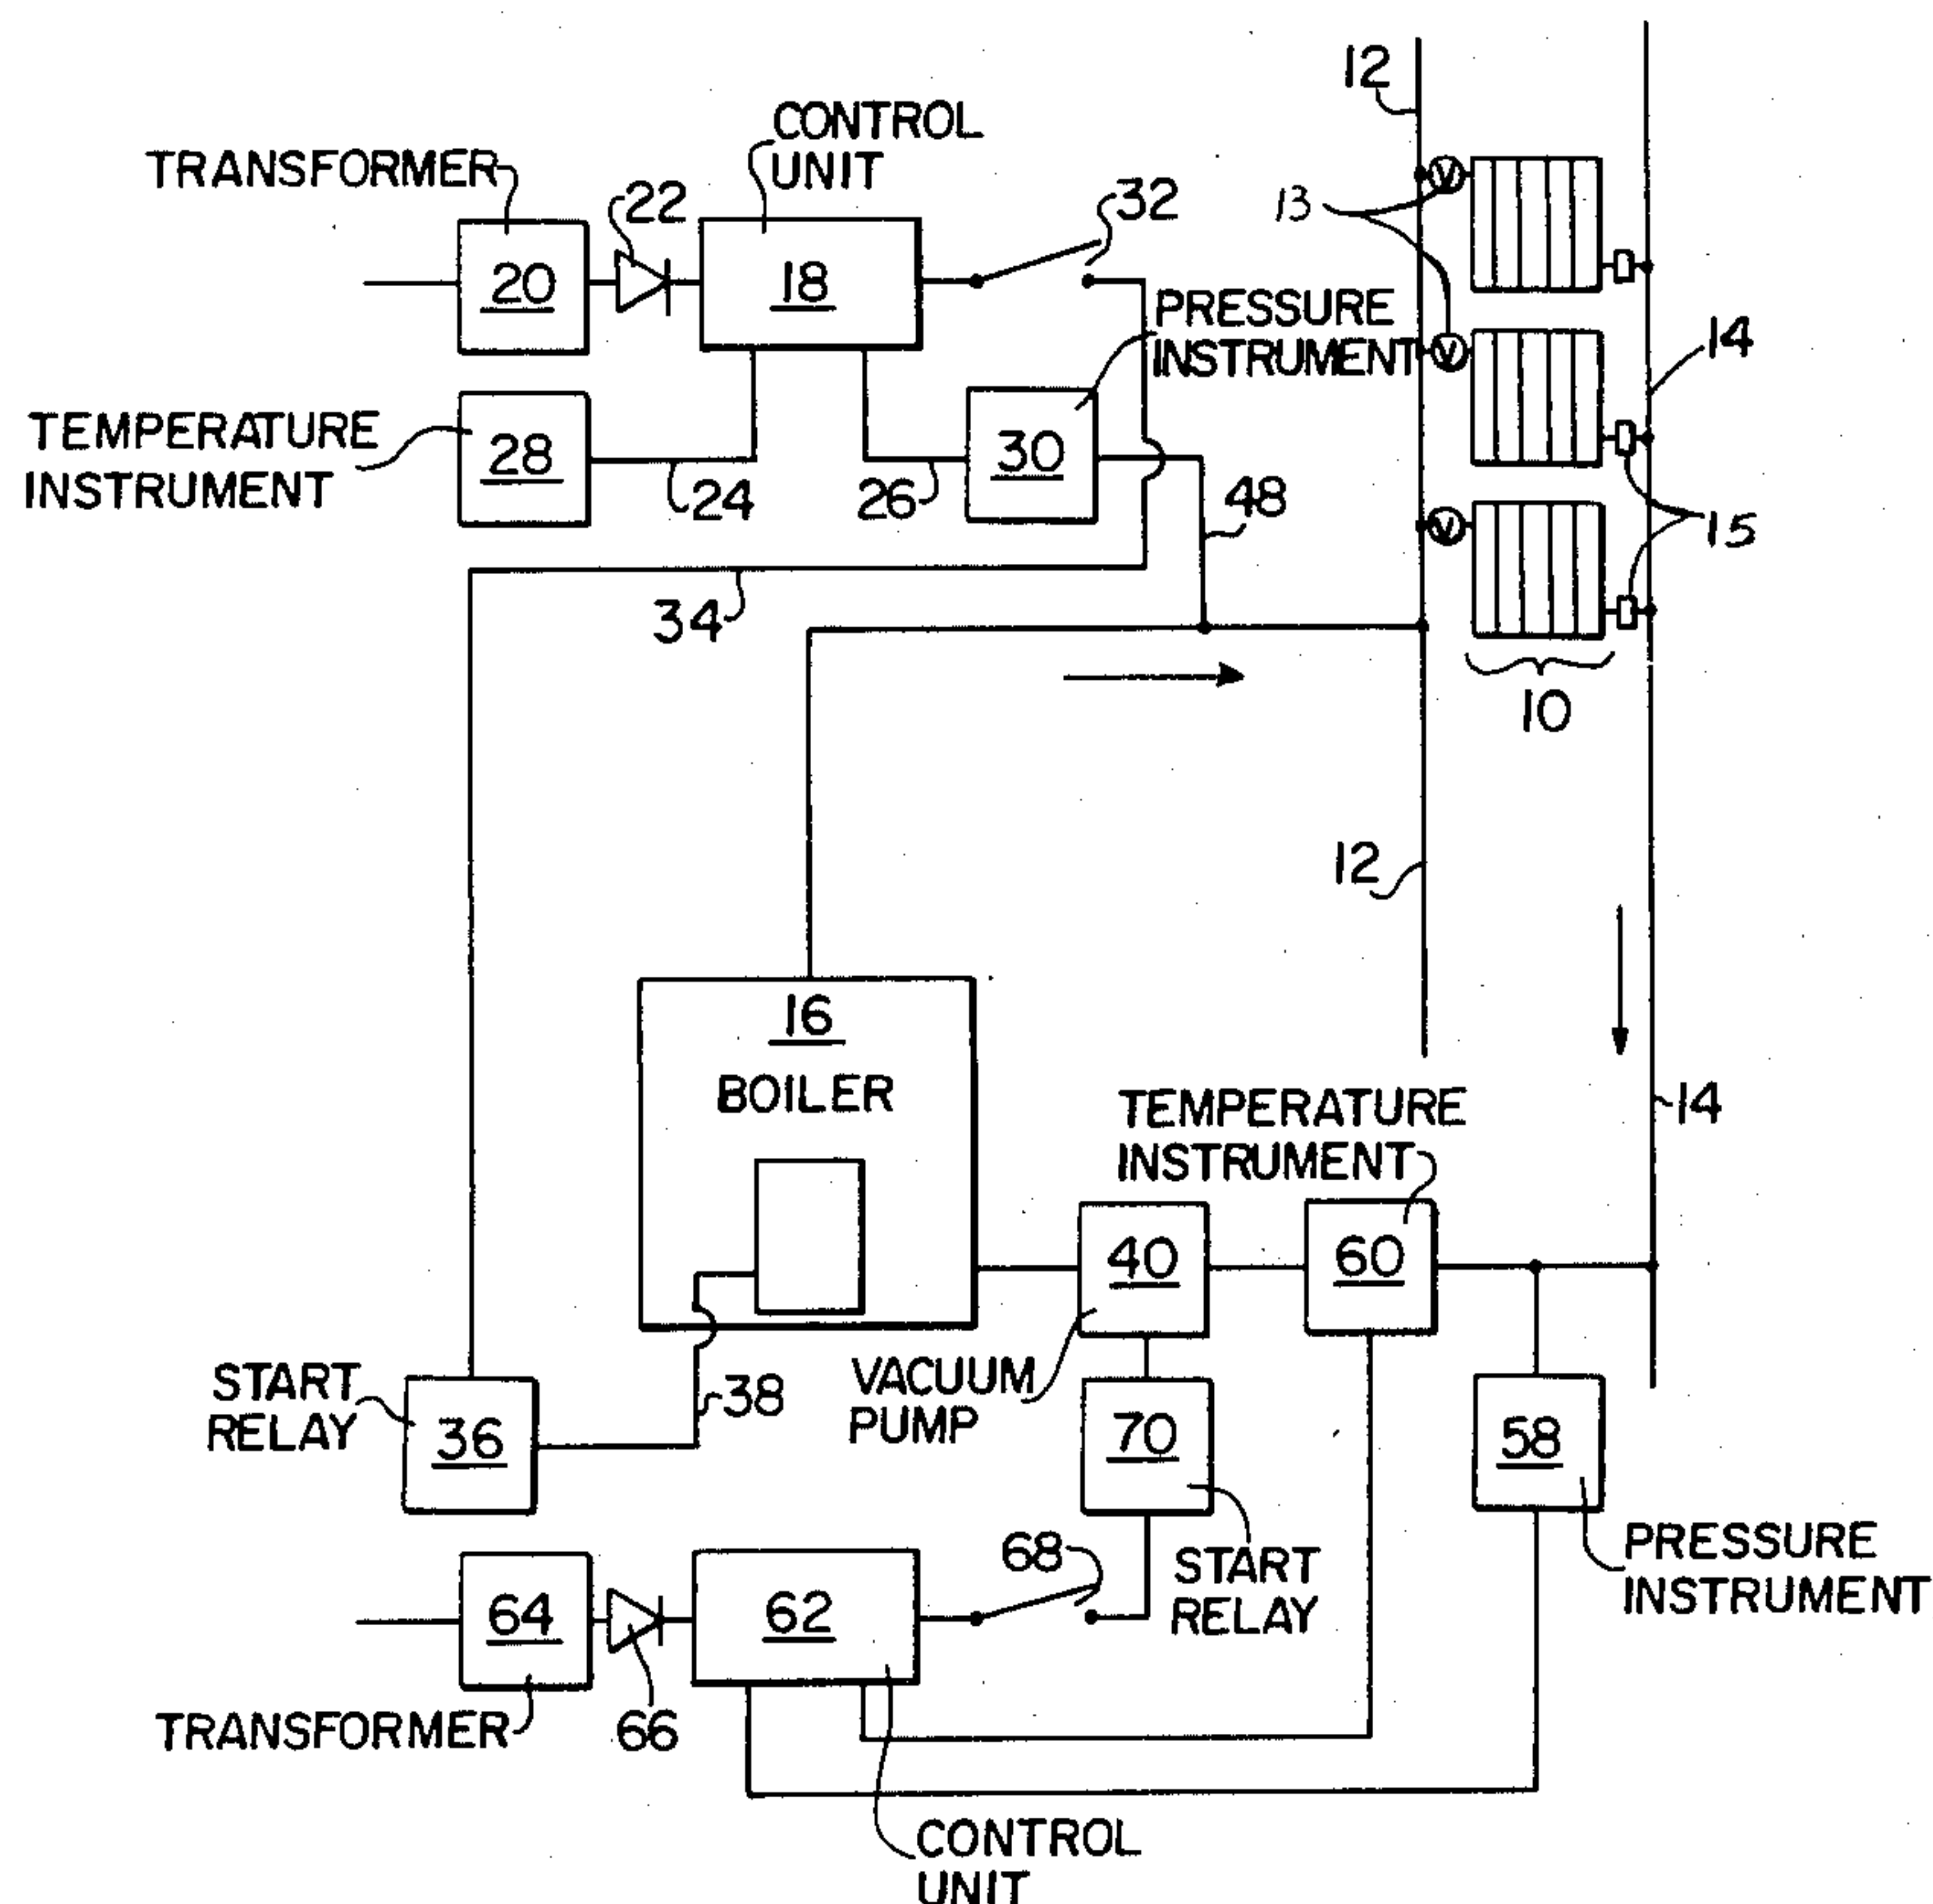 12
CONTROL
UNIT
TRANSFORMER
22
32
13
20
18
PRESSURE
INSTRUMENT
14
TEMPERATURE
INSTRUMENT
28
30
24
26
48
15
34
10
12
16
BOILER
TEMPERATURE
INSTRUMENT
14
40
60
START
RELAY
38
VACUUM
PUMP
36
70
58
68
START
RELAY
PRESSURE
INSTRUMENT
64
62
TRANSFORMER
66
CONTROL
UNIT